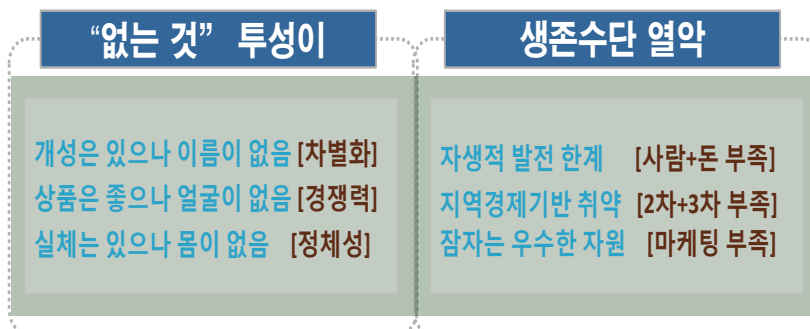 “없는 것” 투성이
개성은 있으나 이름이 없음 [차별화]
상품은 좋으나 얼굴이 없음 [경쟁력]
실체는 있으나 몸이 없음 [정체성]
생존수단 열악
자생적 발전 한계 [사람+돈 부족]
지역경제기반 취약 [2차+3차 부족]
잠자는 우수한 자원 [마케팅 부족]